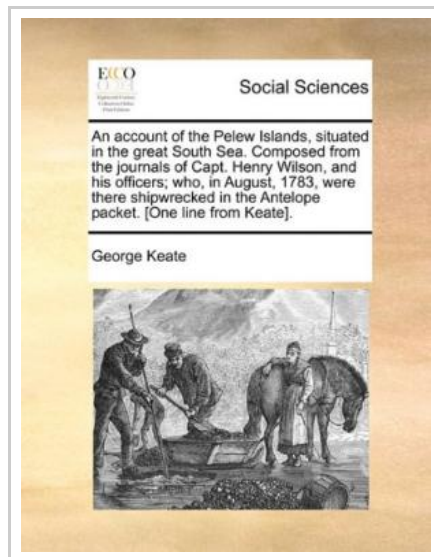 ECCO
Social Sciences
An account of the Pelew Islands, situated
in the great South Sea. Composed from
the journals of Capt. Henry Wilson, and
his officers; who, in August, 1783, were
there shipwrecked in the Antelope
packet. [One line from Keate].
George Keate